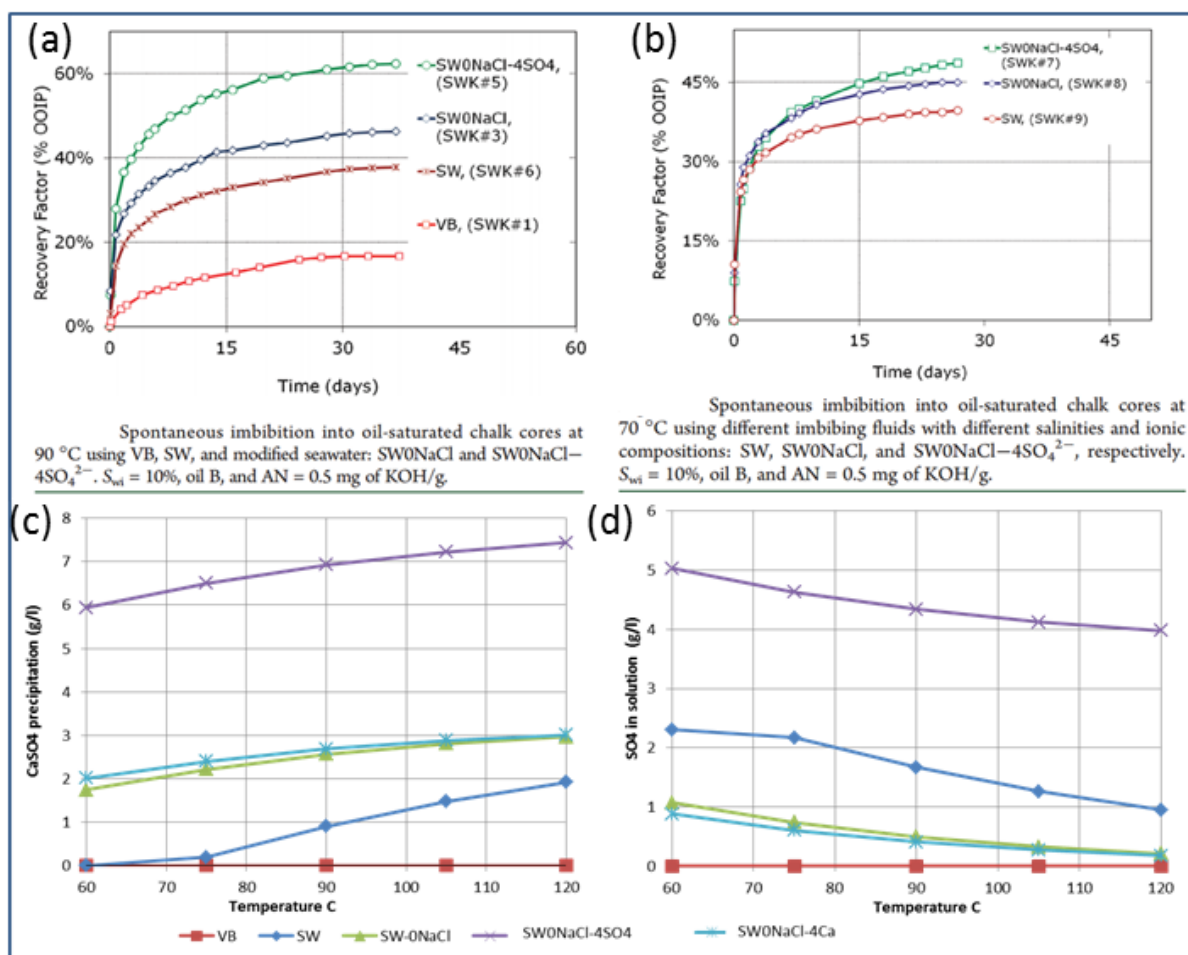 (a)
Recovery Factor (% OOIP)
60%
40%
20%
0%
0 15 30 45 60
Time (days)
SW0NaCl-4SO4,
(SWK#5)
SW0NaCl,
(SWK#3)
SW, (SWK#6)
VB, (SWK#1)
Spontaneous imbibition into oil-saturated chalk cores at
90 °C using VB, SW, and modified seawater: SW0NaCl and SW0NaCl−
4SO₄²⁻. Swi = 10%, oil B, and AN = 0.5 mg of KOH/g.
(b)
Recovery Factor (% OOIP)
45%
30%
15%
0%
0 15 30 45
Time (days)
SW0NaCl-4SO4,
(SWK#7)
SW0NaCl, (SWK#8)
SW, (SWK#9)
Spontaneous imbibition into oil-saturated chalk cores at
70 °C using different imbibing fluids with different salinities and ionic
compositions: SW, SW0NaCl, and SW0NaCl−4SO₄²⁻, respectively.
Swi = 10%, oil B, and AN = 0.5 mg of KOH/g.
(c)
CaSO4 precipitation (g/l)
8
7
6
5
4
3
2
1
0
60 70 80 90 100 110 120
Temperature C
(d)
SO4 in solution (g/l)
6
5
4
3
2
1
0
60 70 80 90 100 110 120
Temperature C
VB SW SW-0NaCl SW0NaCl-4SO4 SW0NaCl-4Ca